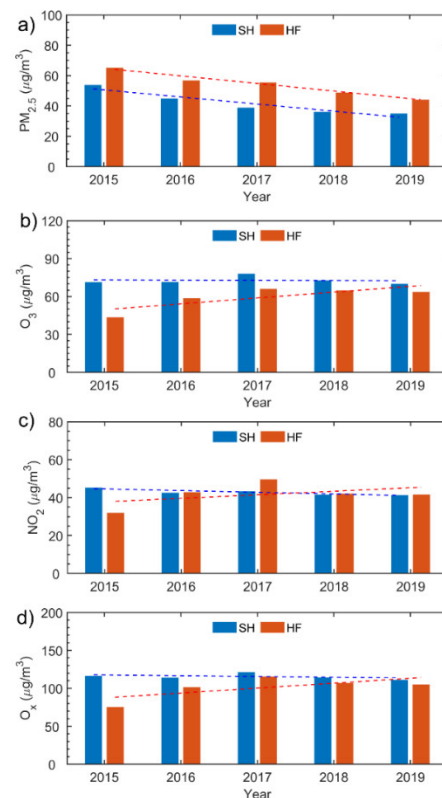 a)
SH HF
PM2.5 (μg/m³)
80
60
40
20
0
2015 2016 2017 2018 2019
Year
b)
SH HF
O3 (μg/m³)
120
90
60
30
0
2015 2016 2017 2018 2019
Year
c)
SH HF
NO2 (μg/m³)
80
60
40
20
0
2015 2016 2017 2018 2019
Year
d)
SH HF
Ox (μg/m³)
200
150
100
50
0
2015 2016 2017 2018 2019
Year